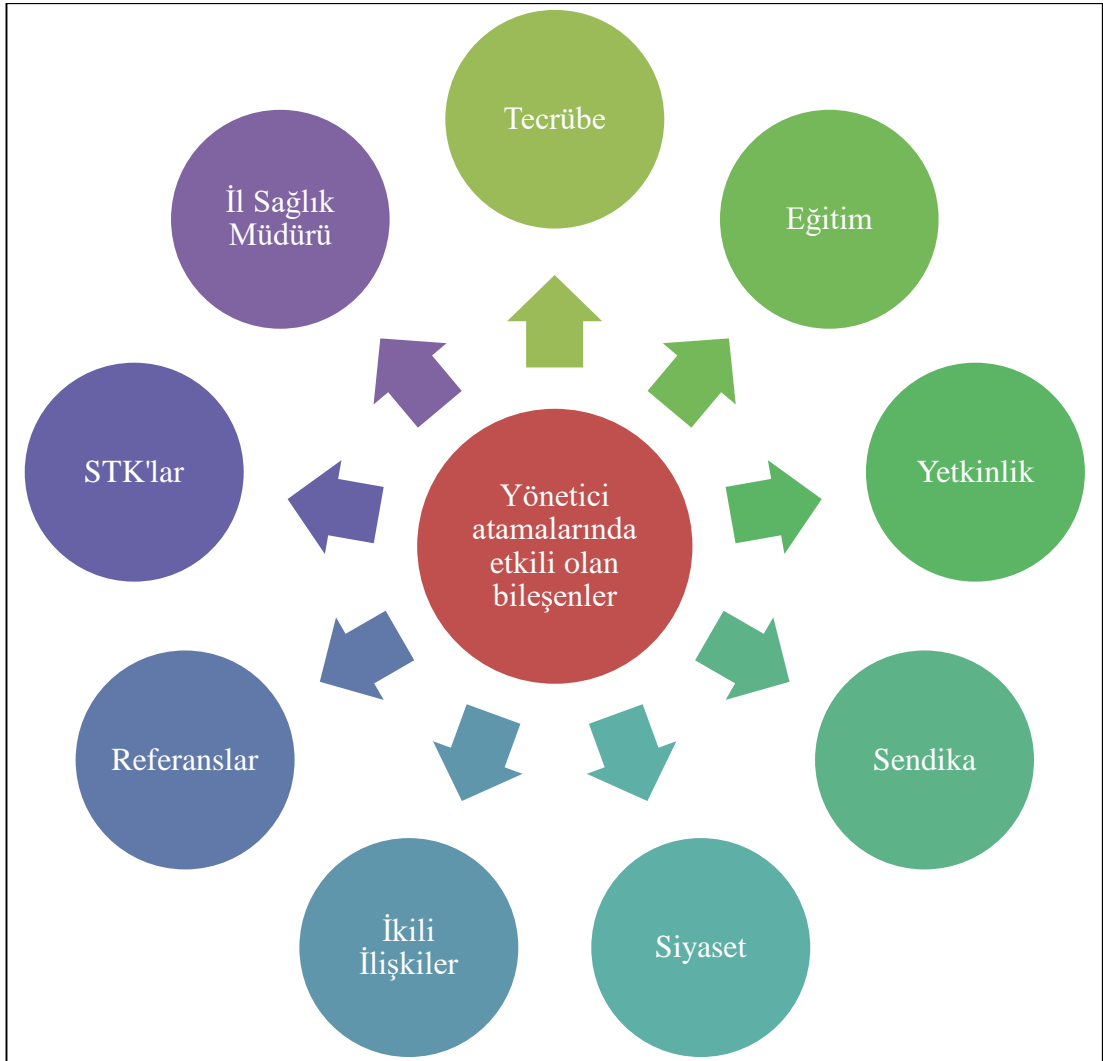 Tecrübe
Eğitim
Yetkinlik
Sendika
Siyaset
İkili
İlişkiler
Referanslar
STK'lar
İl Sağlık
Müdürü
Yönetici
atamalarında
etkili olan
bileşenler